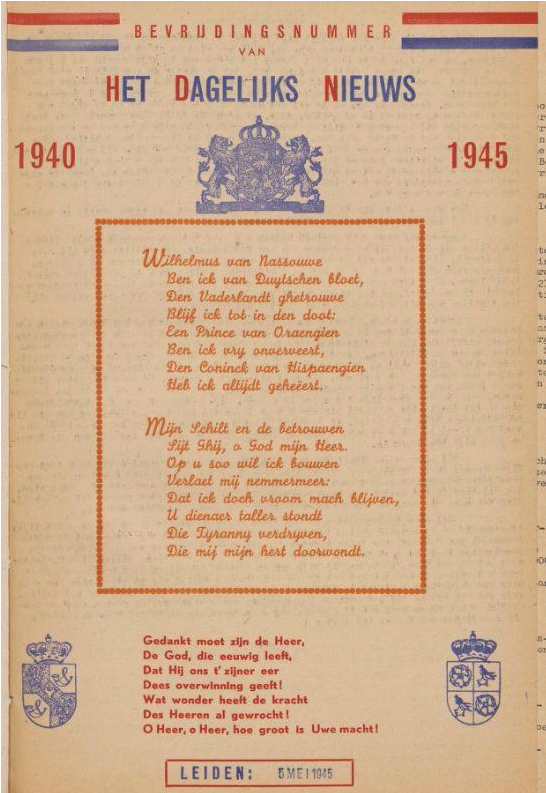 BEVRIJDINGSNUMMER
VAN
HET DAGELIJKS NIEUWS
1940
1945
Wilhelmus van Nassouwe
Ben ick van Duytschen bloet,
Den Vaderlandt ghetrouwe
Blijf ick tot in den doot:
Een Prince van Oraengien
Ben ick vry onverveert,
Den Coninck van Hispaengien
Heb ick altijdt geheëert.
Mijn Schilt en de betrouwen
Sijt Ghij, o God mijn Heer.
Op u soo wil ick bouwen
Verlaet mij nemmermeer:
Dat ick doch vroom mach blijven,
U dienaer taller stondt
Die Tyranny verdryven,
Die mij mijn hert doorwondt.
Gedankt moet zijn de Heer,
De God, die eeuwig leeft,
Dat Hij ons t' zijner eer
Dees overwinning geeft!
Wat wonder heeft de kracht
Des Heeren al gewrocht!
O Heer, o Heer, hoe groot is Uwe macht!
LEIDEN: 5 MEI 1945